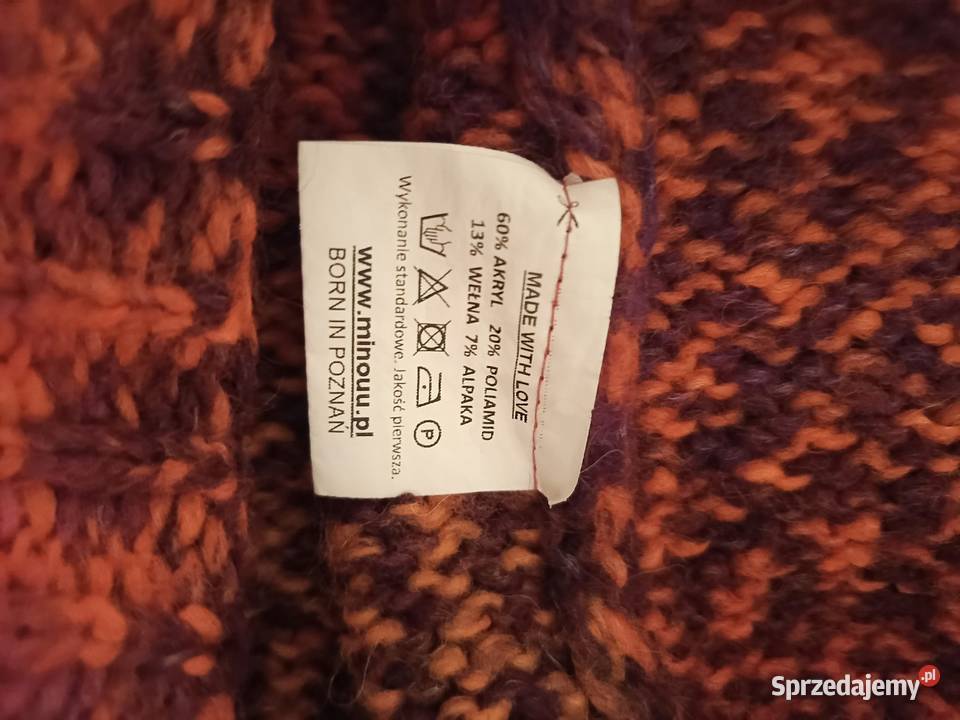 MADE WITH LOVE
60% AKRYL 20% POLIAMID
13% WEŁNA 7% ALPAKA
P
Wykonanie standardowe. Jakość pierwsza.
www.minouu.pl
BORN IN POZNAŃ
Sprzedajemy.pl